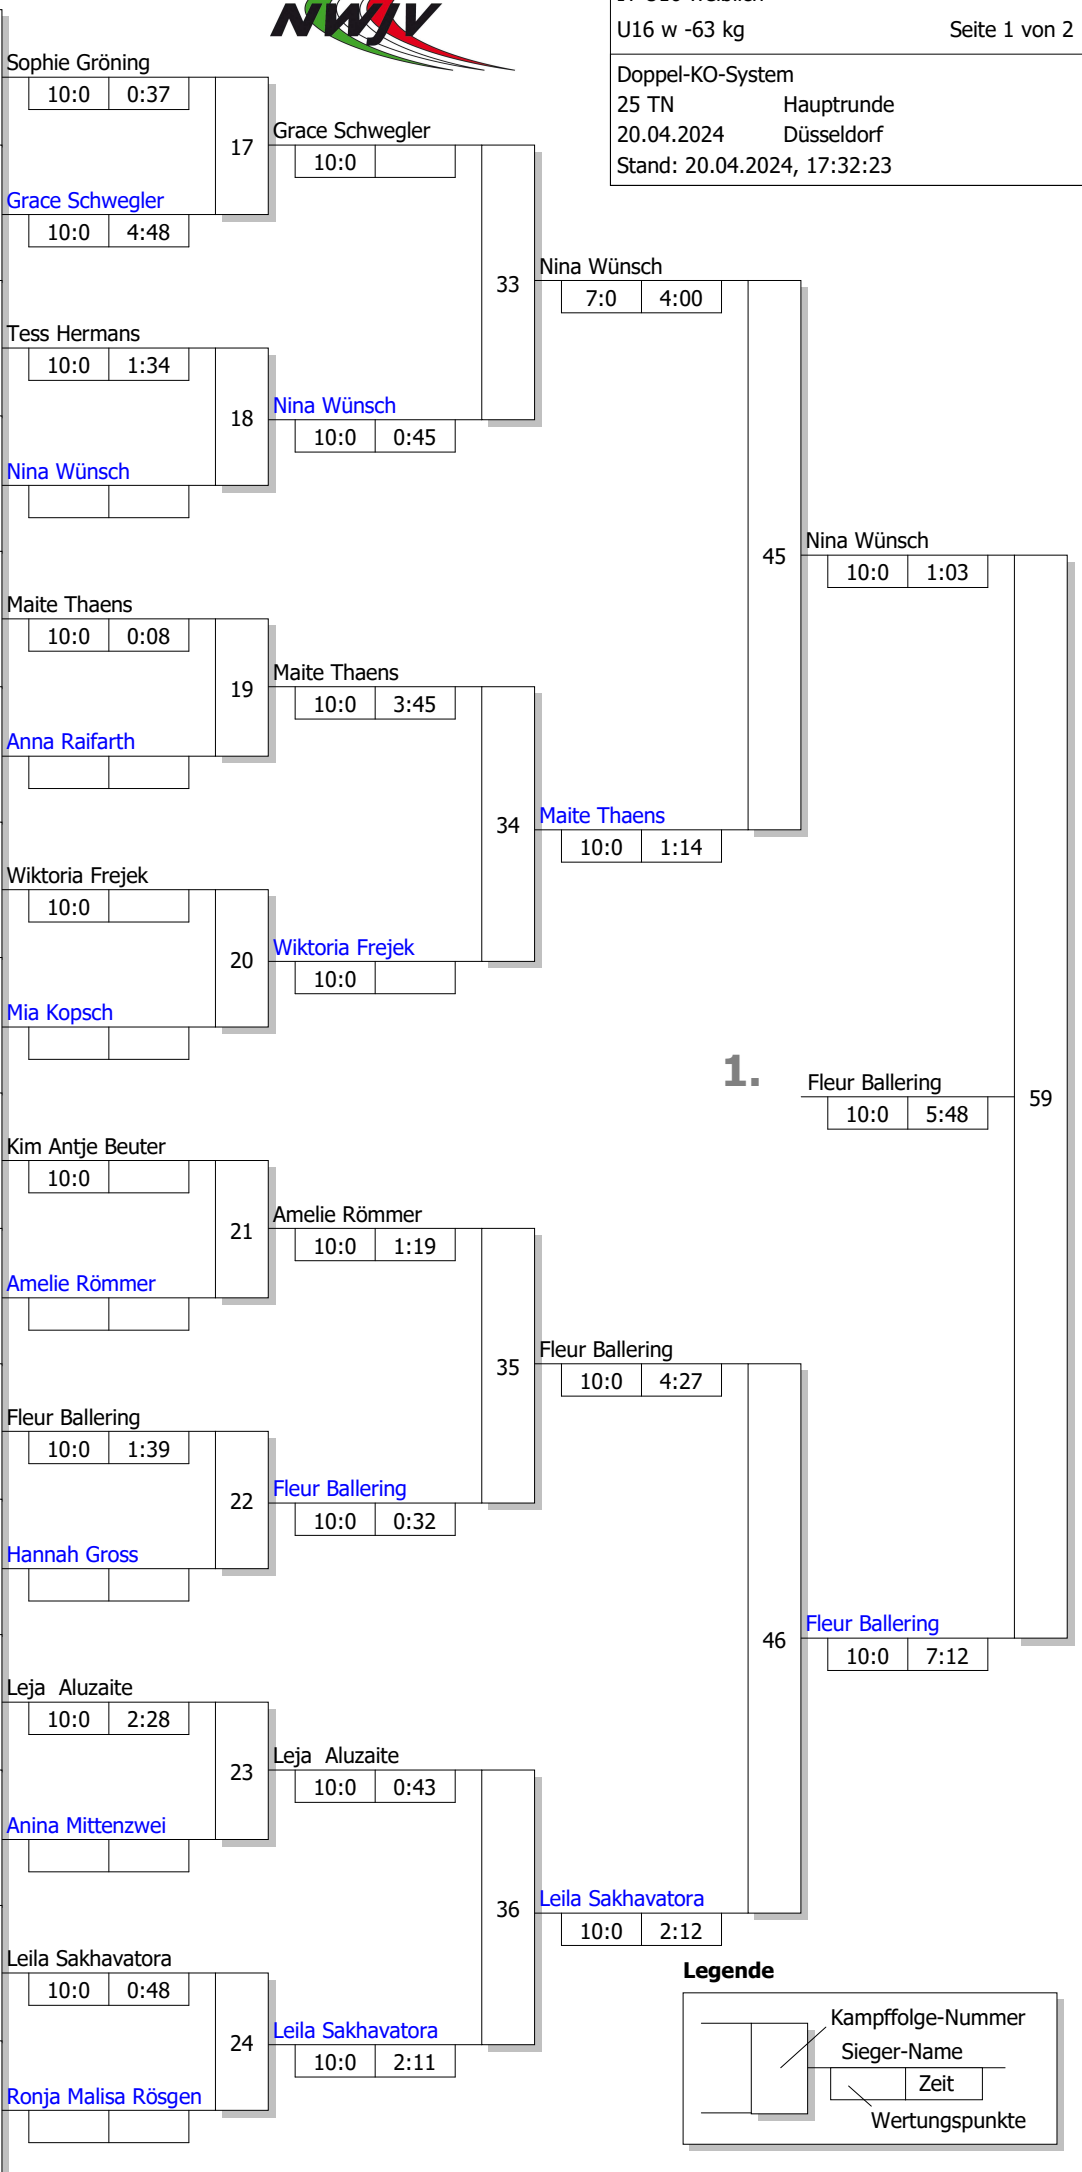 NWJV
U16 w -63 kg Seite 1 von 2
Doppel-KO-System
25 TN Hauptrunde
20.04.2024 Düsseldorf
Stand: 20.04.2024, 17:32:23
Sophie Gröning
10:0 0:37
17
Grace Schwegler
10:0
Grace Schwegler
10:0 4:48
33
Nina Wünsch
7:0 4:00
Tess Hermans
10:0 1:34
18
Nina Wünsch
10:0 0:45
Nina Wünsch
45
Nina Wünsch
10:0 1:03
Maite Thaens
10:0 0:08
19
Maite Thaens
10:0 3:45
Anna Raifarth
34
Maite Thaens
10:0 1:14
Wiktoria Frejek
10:0
20
Wiktoria Frejek
10:0
Mia Kopsch
1.
Fleur Ballering
10:0 5:48
59
Kim Antje Beuter
10:0
21
Amelie Römmer
10:0 1:19
Amelie Römmer
35
Fleur Ballering
10:0 4:27
Fleur Ballering
10:0 1:39
22
Fleur Ballering
10:0 0:32
Hannah Gross
46
Fleur Ballering
10:0 7:12
Leja Aluzaite
10:0 2:28
23
Leja Aluzaite
10:0 0:43
Anina Mittenzwei
36
Leila Sakhavatora
10:0 2:12
Leila Sakhavatora
10:0 0:48
24
Leila Sakhavatora
10:0 2:11
Ronja Malisa Rösgen
Legende
Kampffolge-Nummer
Sieger-Name
Zeit
Wertungspunkte